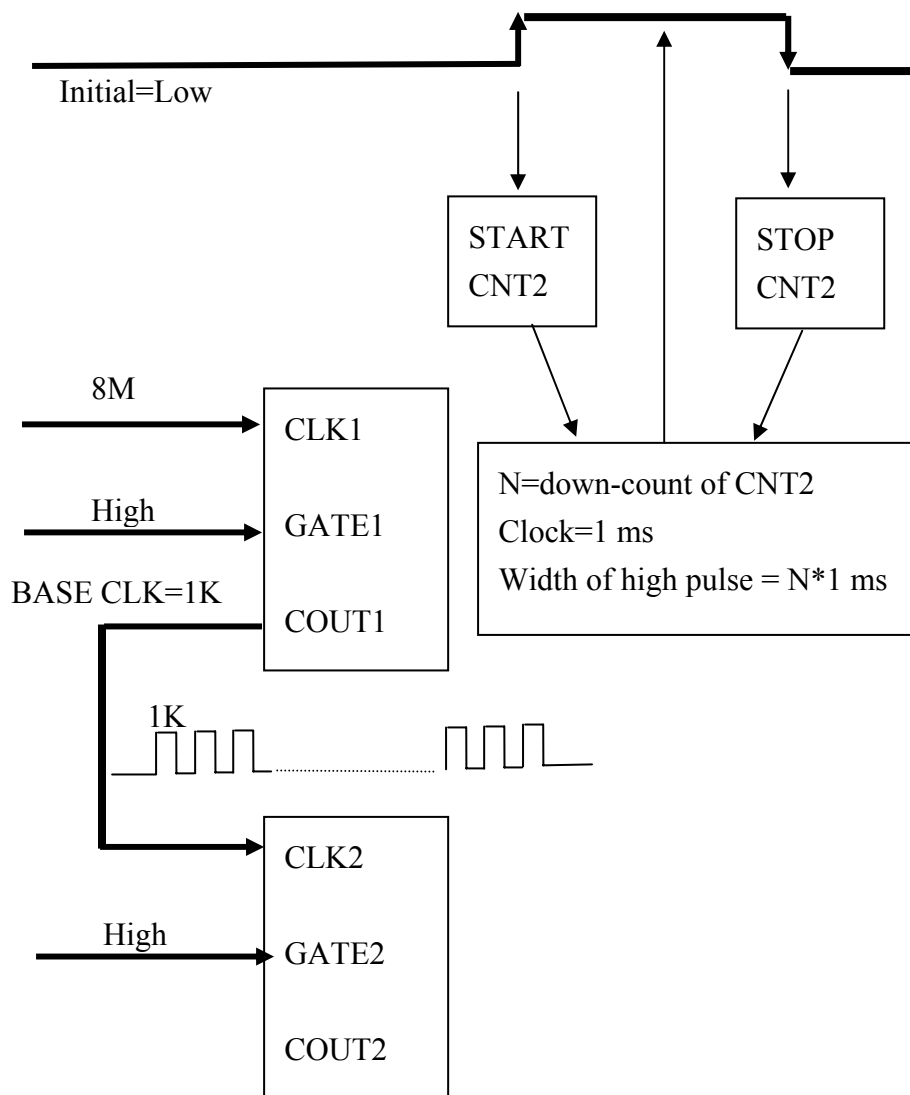 Initial=Low
START
CNT2
STOP
CNT2
8M
CLK1
High
GATE1
BASE CLK=1K
COUT1
N=down-count of CNT2
Clock=1 ms
Width of high pulse = N*1 ms
1K
CLK2
High
GATE2
COUT2